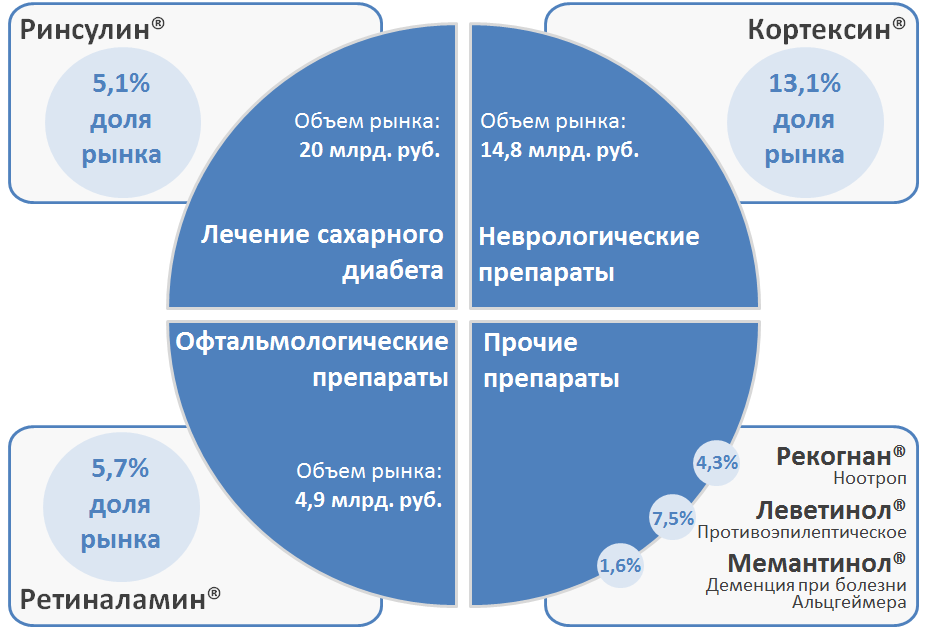 Ринсулин®
5,1%
доля
рынка
Объем рынка:
20 млрд. руб.
Лечение сахарного
диабета
Кортексин®
13,1%
доля
рынка
Объем рынка:
14,8 млрд. руб.
Неврологические
препараты
Офтальмологические
препараты
Объем рынка:
4,9 млрд. руб.
5,7%
доля
рынка
Ретиналамин®
Прочие
препараты
4,3%
Рекогнан®
Ноотроп
7,5%
Леветинол®
Противоэпилептическое
1,6%
Мемантинол®
Деменция при болезни
Альцгеймера